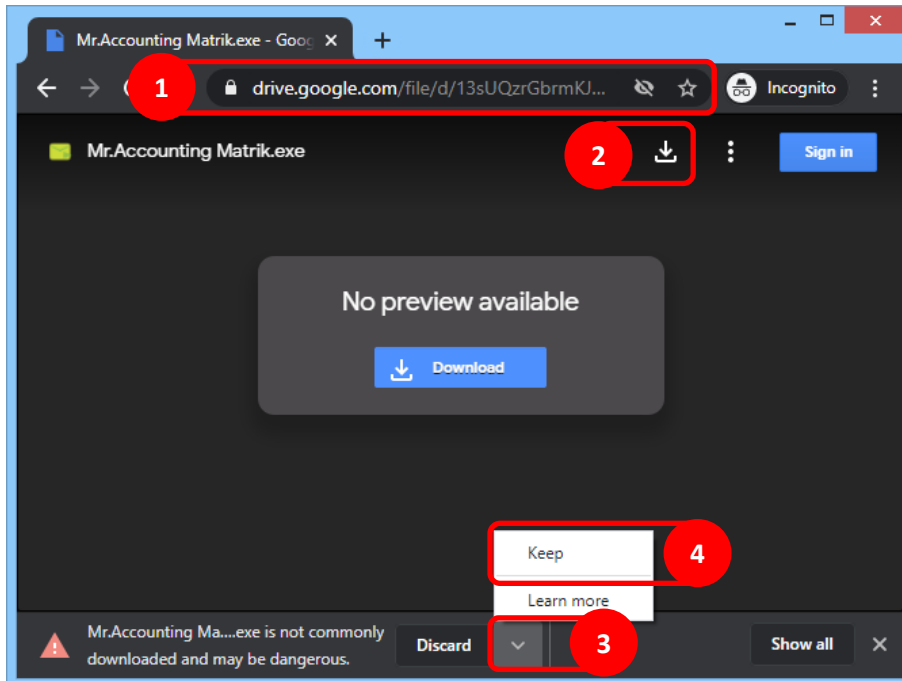 Mr.Accounting Matrik.exe - Goog
1
drive.google.com/file/d/13sUQzrGbrmKJ...
Incognito
Mr.Accounting Matrik.exe
2
Sign in
No preview available
Download
Keep
4
Learn more
Mr.Accounting Ma....exe is not commonly
downloaded and may be dangerous.
Discard
3
Show all